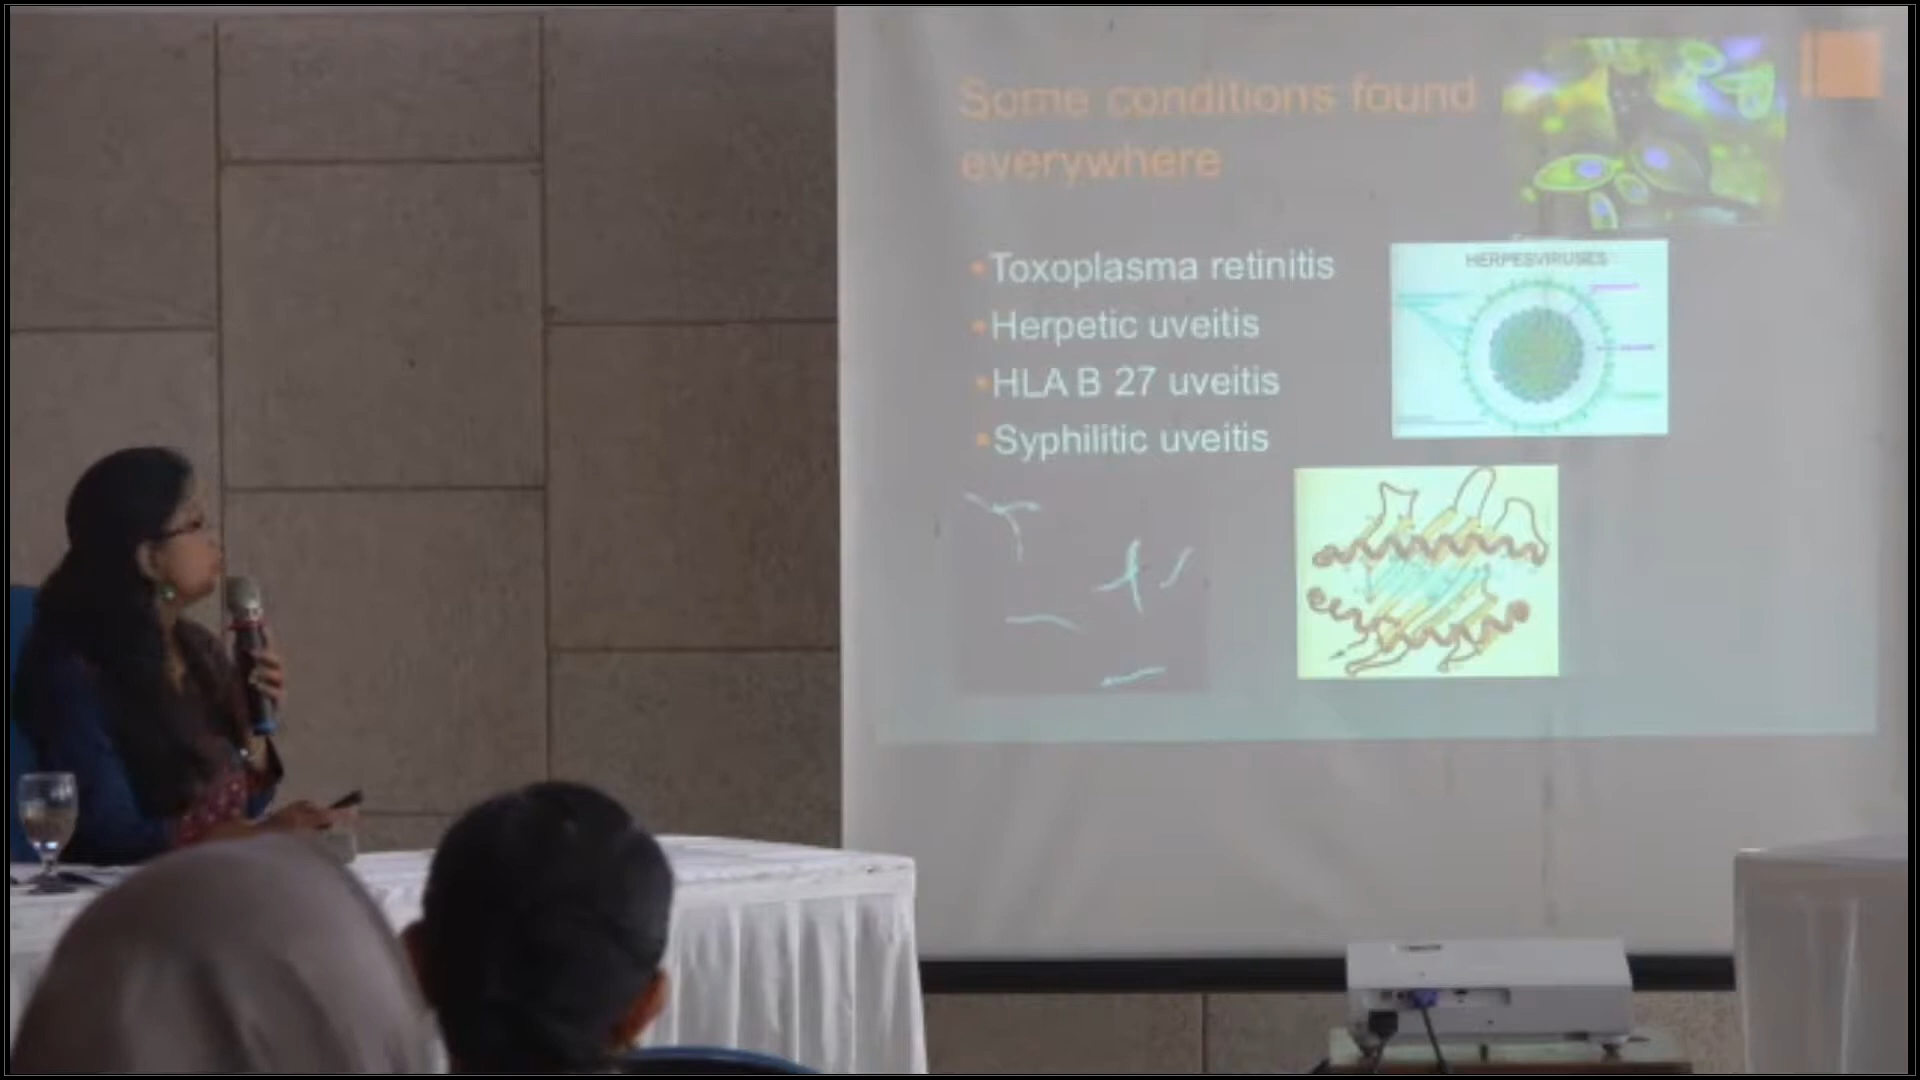 Some conditions found
everywhere
•Toxoplasma retinitis
•Herpetic uveitis
•HLA B 27 uveitis
•Syphilitic uveitis
HERPESVIRUSES